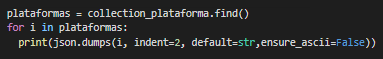 plataformas = collection_plataforma.find()
for i in plataformas:
  print(json.dumps(i, indent=2, default=str,ensure_ascii=False))